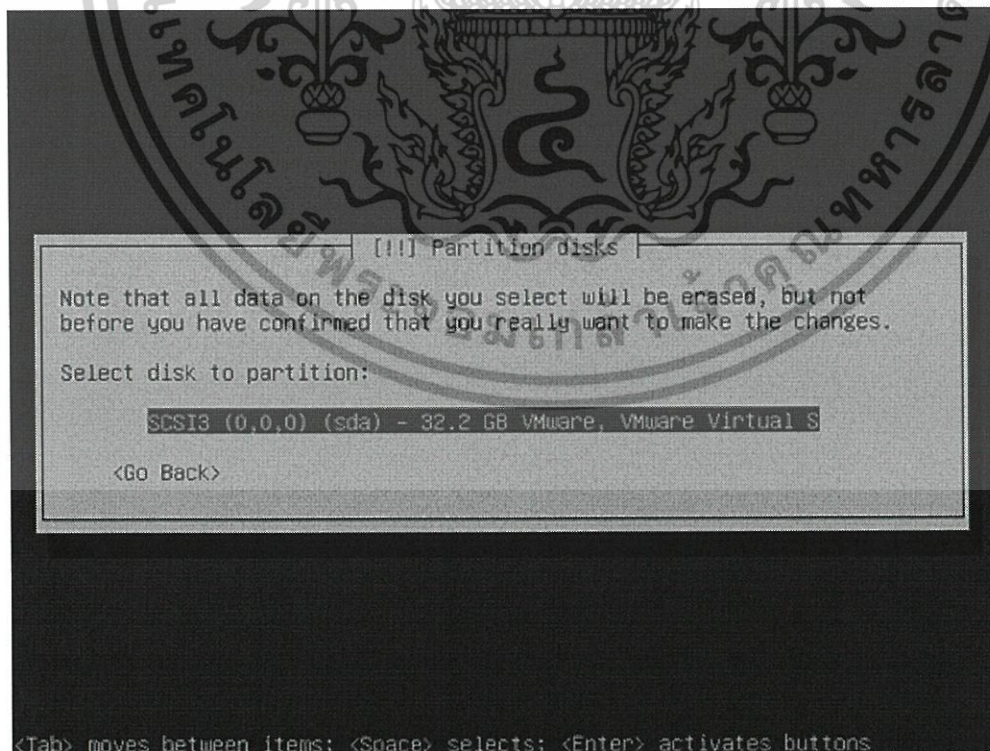 [!!] Partition disks
Note that all data on the disk you select will be erased, but not
before you have confirmed that you really want to make the changes.
Select disk to partition:
SCSI3 (0,0,0) (sda) - 32.2 GB VMware, VMware Virtual S
<Go Back>
<Tab> moves between items; <Space> selects; <Enter> activates buttons